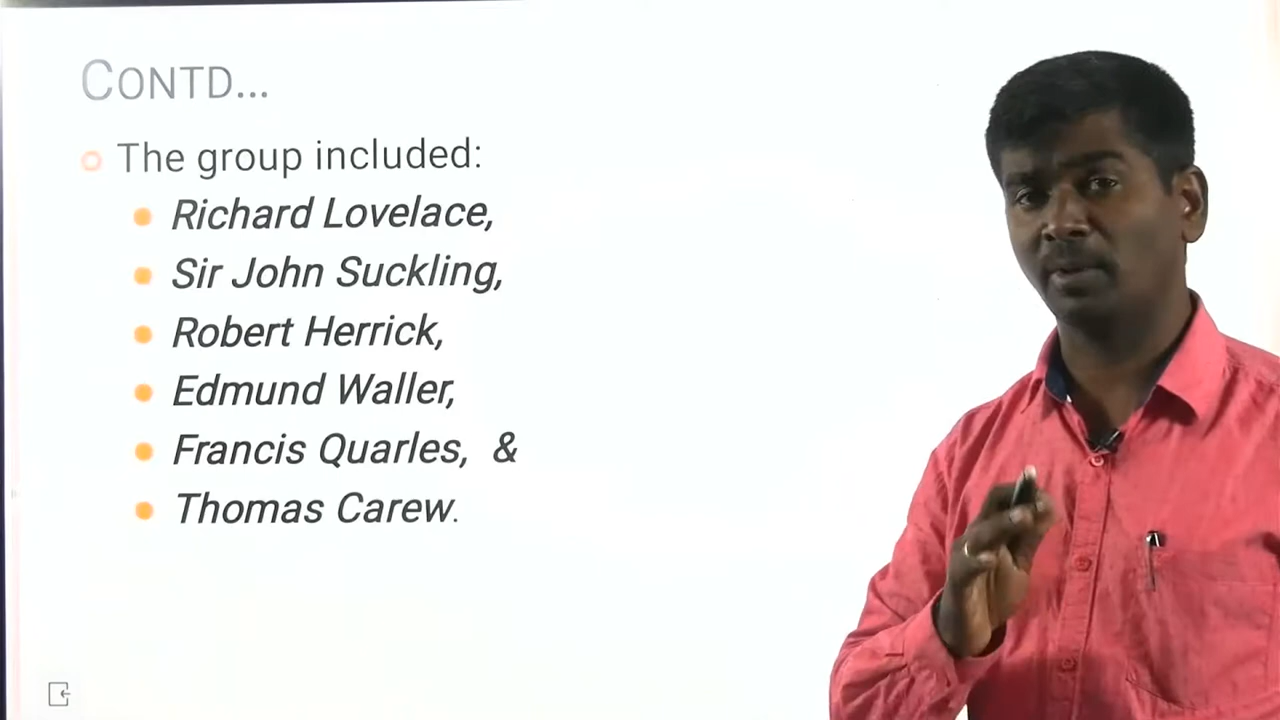 CONTD...
The group included:
Richard Lovelace,
Sir John Suckling,
Robert Herrick,
Edmund Waller,
Francis Quarles, &
Thomas Carew.